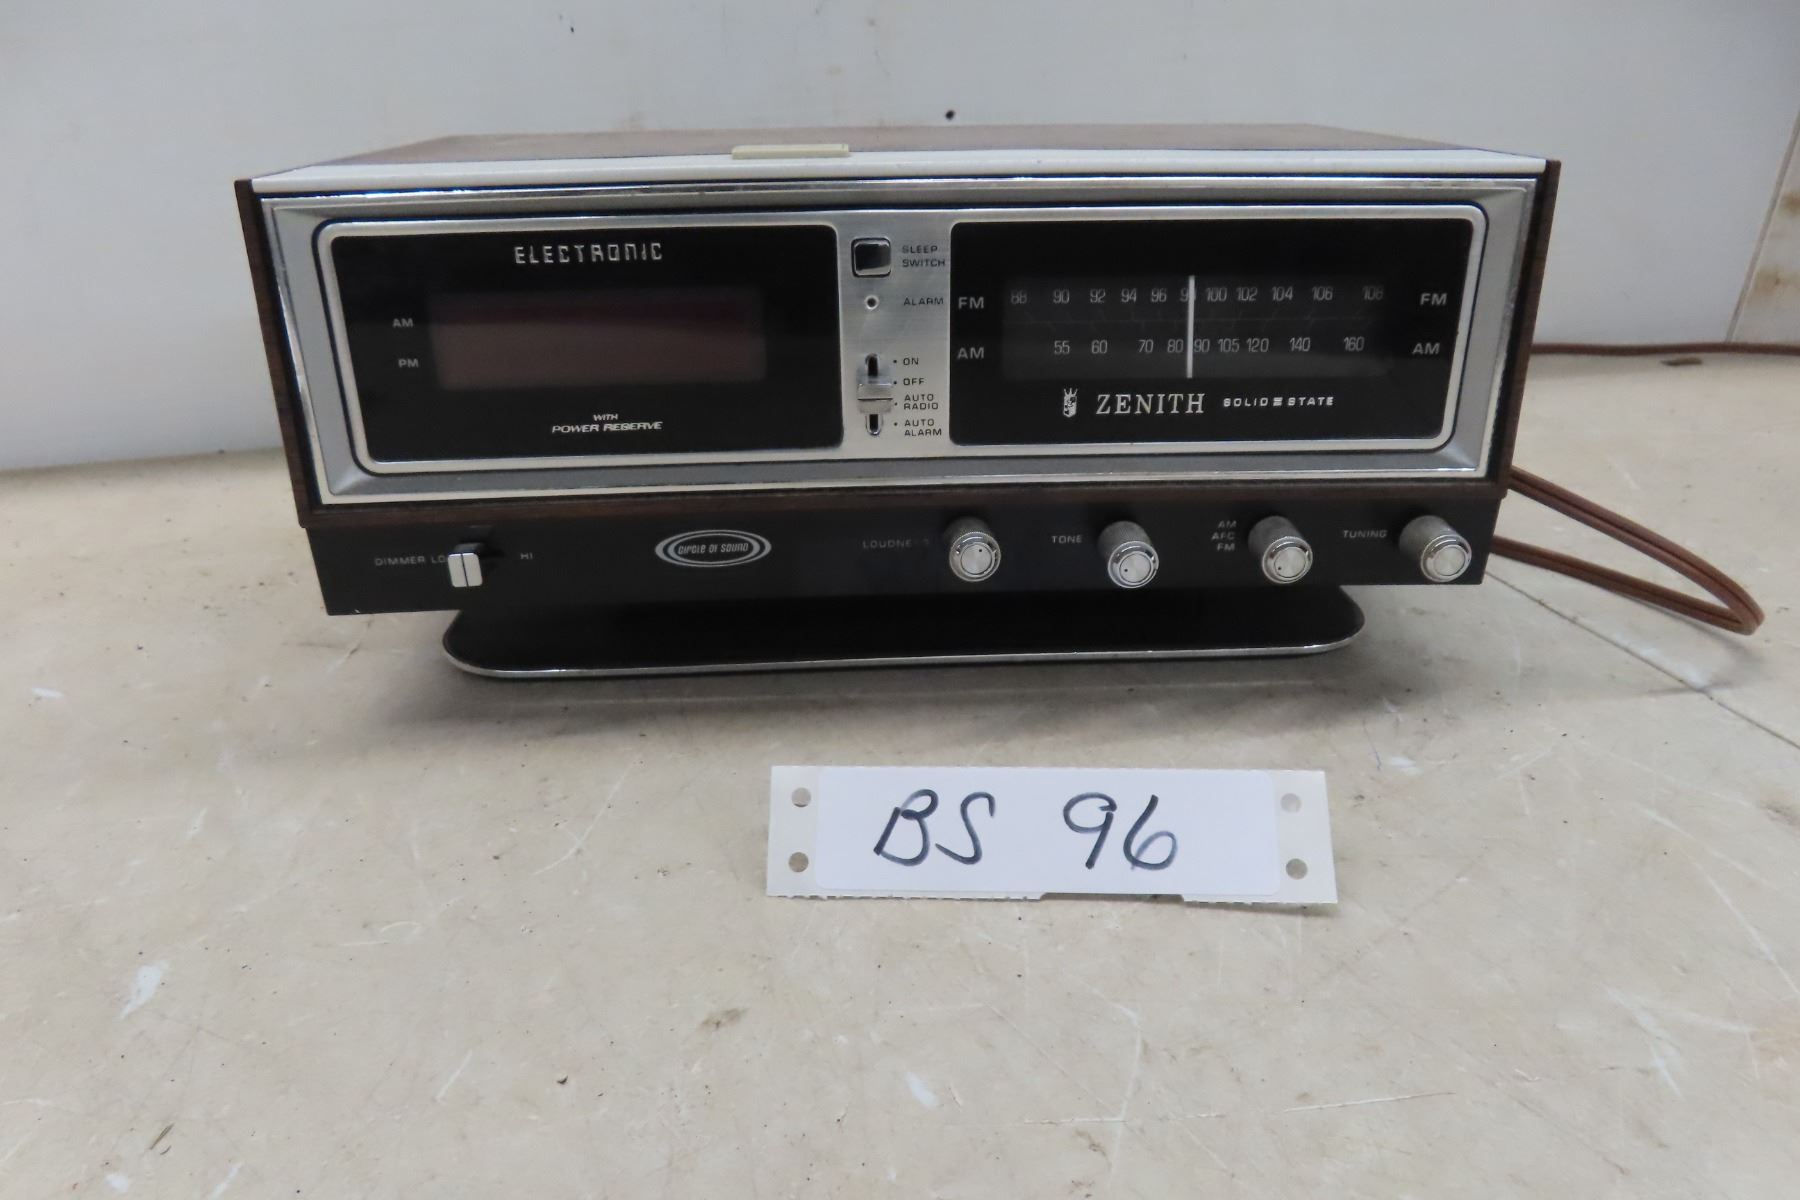 ELECTRONIC
AM
PM
WITH
POWER RESERVE
SLEEP
SWITCH
ALARM
ON
OFF
AUTO
RADIO
AUTO
ALARM
FM 88 90 92 94 96 100 102 104 106 108 FM
AM 55 60 70 80 90 105 120 140 160 AM
ZENITH SOLID STATE
DIMMER LO HI
CIRCLE OF SOUND
LOUDNESS
TONE
AM
AFC
FM
TUNING
BS 96